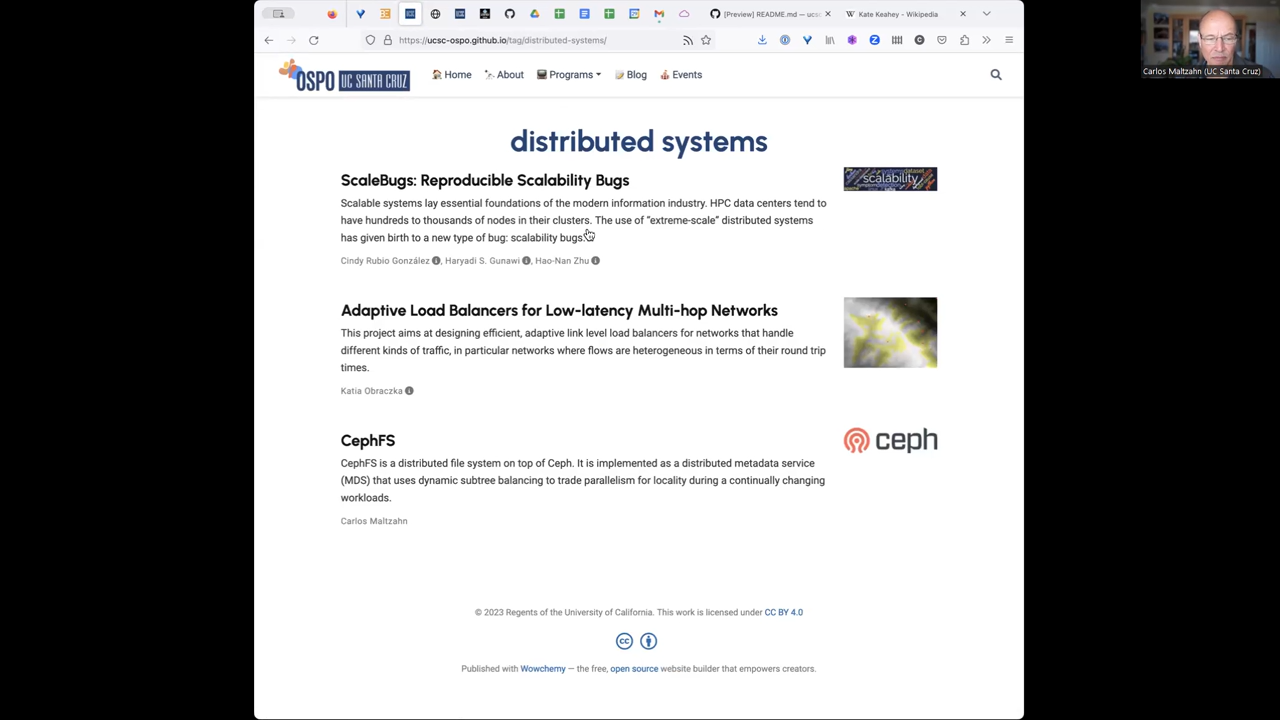 [Preview] README.md — ucsc
Kate Keahey - Wikipedia
https://ucsc-ospo.github.io/tag/distributed-systems/
OSPO UC SANTA CRUZ
Home
About
Programs
Blog
Events
distributed systems
ScaleBugs: Reproducible Scalability Bugs
Scalable systems lay essential foundations of the modern information industry. HPC data centers tend to
have hundreds to thousands of nodes in their clusters. The use of “extreme-scale” distributed systems
has given birth to a new type of bug: scalability bugs.
Cindy Rubio González, Haryadi S. Gunawi, Hao-Nan Zhu
scalability
Adaptive Load Balancers for Low-latency Multi-hop Networks
This project aims at designing efficient, adaptive link level load balancers for networks that handle
different kinds of traffic, in particular networks where flows are heterogeneous in terms of their round trip
times.
Katia Obraczka
CephFS
CephFS is a distributed file system on top of Ceph. It is implemented as a distributed metadata service
(MDS) that uses dynamic subtree balancing to trade parallelism for locality during a continually changing
workloads.
Carlos Maltzahn
ceph
© 2023 Regents of the University of California. This work is licensed under CC BY 4.0
Published with Wowchemy — the free, open source website builder that empowers creators.
Carlos Maltzahn (UC Santa Cruz)